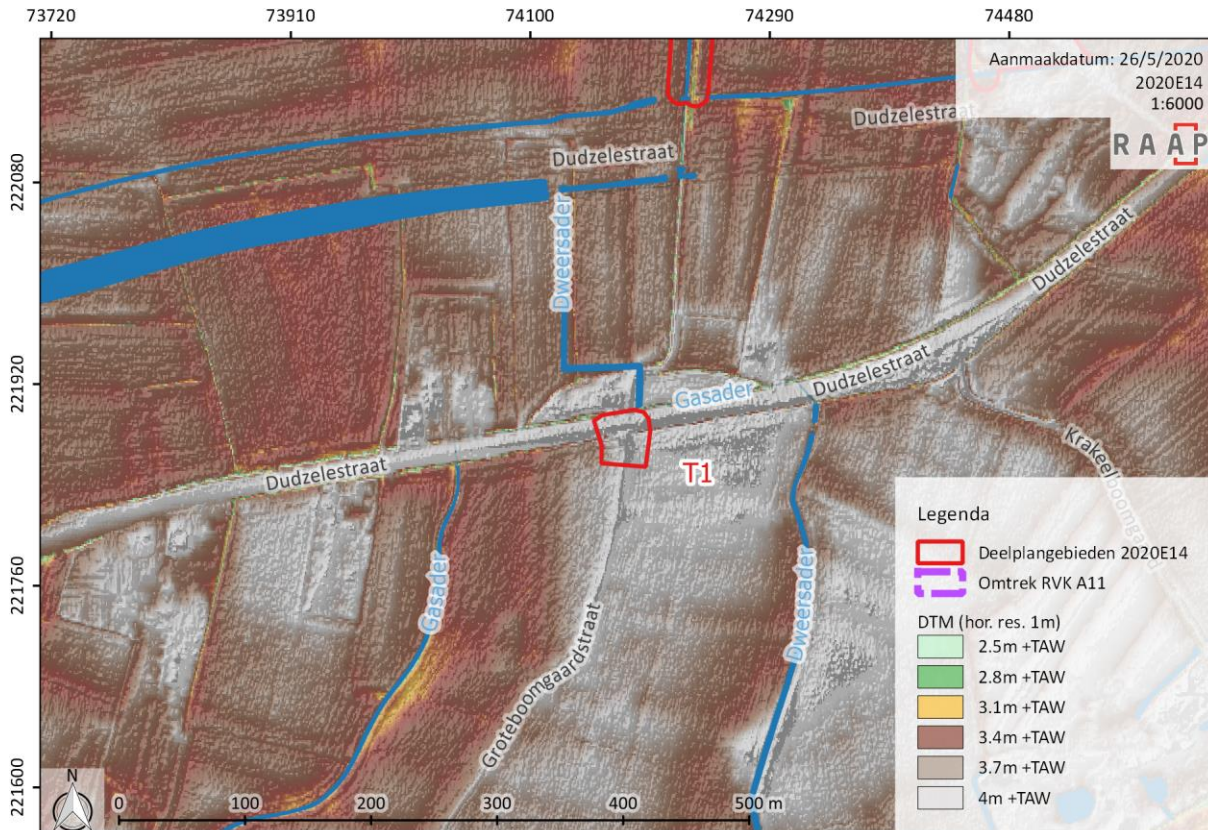 73720
73910
74100
74290
74480
222080
221920
221760
221600
Aanmaakdatum: 26/5/2020
2020E14
1:6000
RAAP
Dudzelestraat
Dudzelestraat
Dweersader
Dudzelestraat
Gasader
Dudzelestraat
Dudzelestraat
T1
Krakeelboomgaard
Gasader
Dweersader
Groteboomgaardstraat
Legenda
Deelplangebieden 2020E14
Omtrek RVK A11
DTM (hor. res. 1m)
2.5m +TAW
2.8m +TAW
3.1m +TAW
3.4m +TAW
3.7m +TAW
4m +TAW
N
0
100
200
300
400
500 m